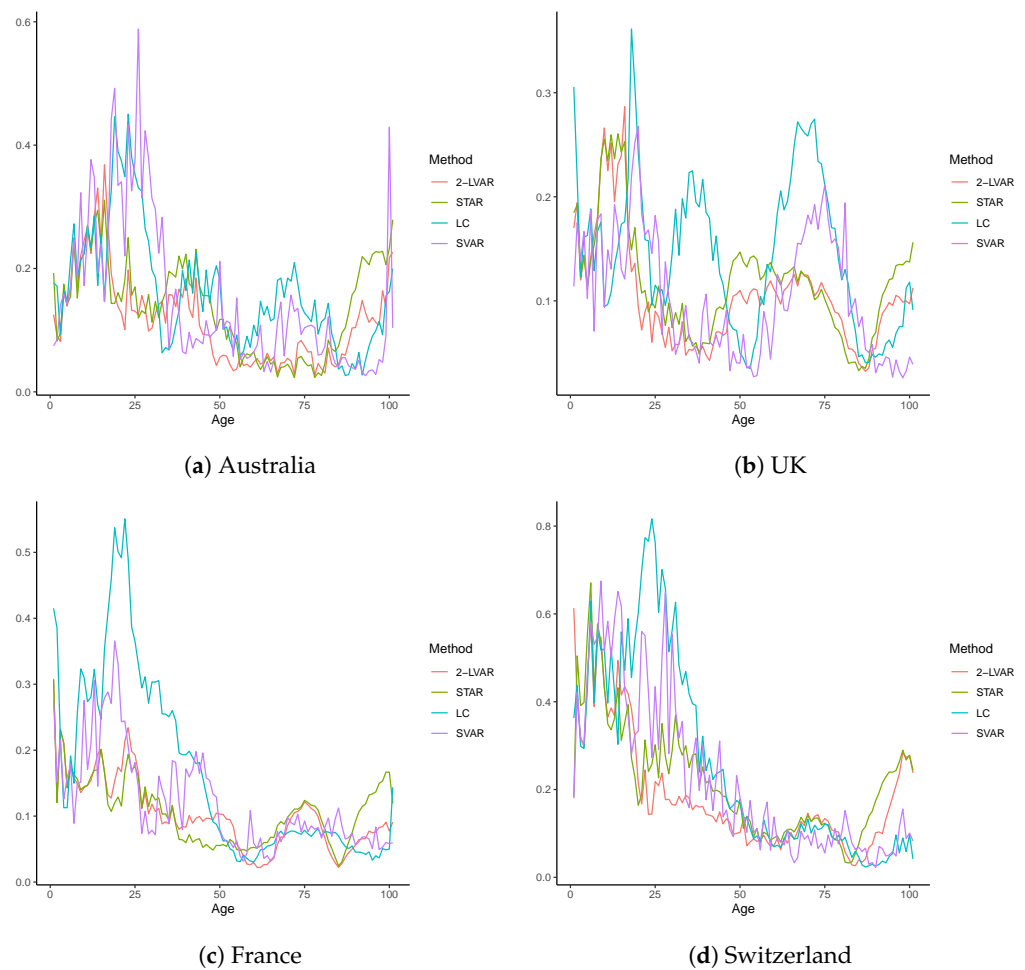 0.6
0.4
0.2
0.0
0 25 50 75 100
Age
Method
2−LVAR
STAR
LC
SVAR
(a) Australia
0.3
0.2
0.1
0 25 50 75 100
Age
Method
2−LVAR
STAR
LC
SVAR
(b) UK
0.5
0.4
0.3
0.2
0.1
0.0
0 25 50 75 100
Age
Method
2−LVAR
STAR
LC
SVAR
(c) France
0.8
0.6
0.4
0.2
0.0
0 25 50 75 100
Age
Method
2−LVAR
STAR
LC
SVAR
(d) Switzerland